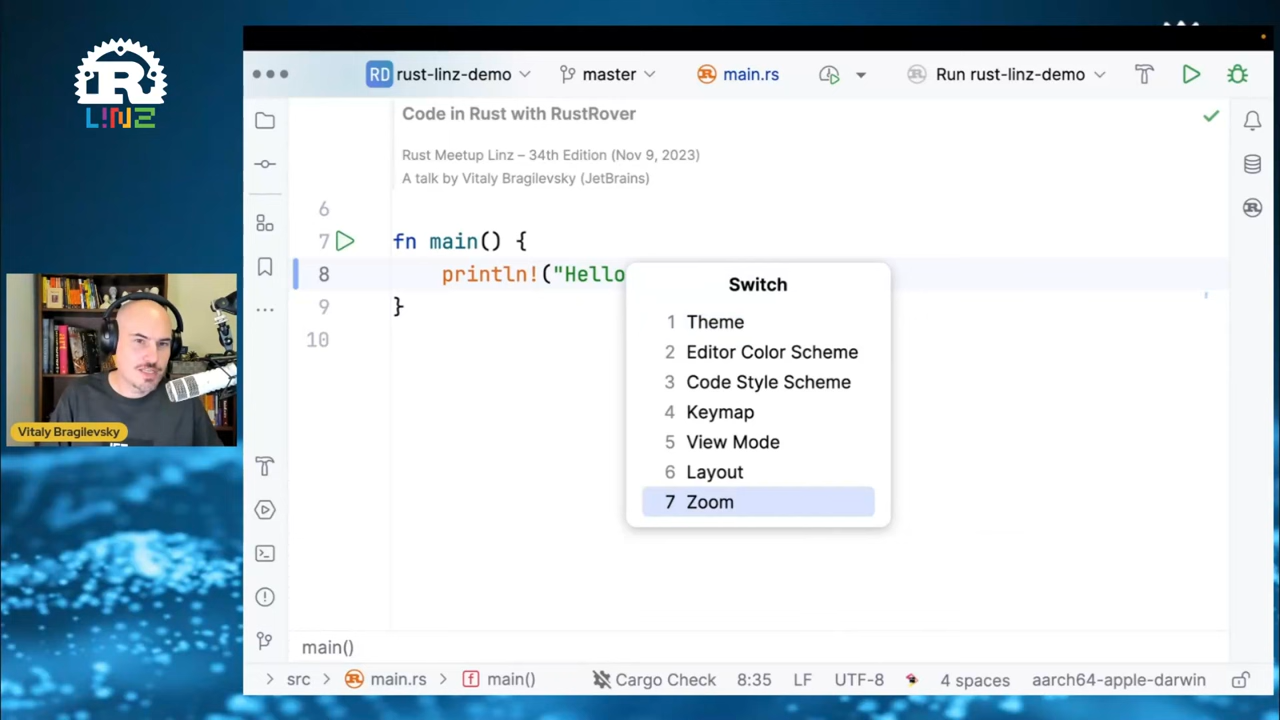 L!NZ
RD rust-linz-demo master main.rs Run rust-linz-demo
Code in Rust with RustRover
Rust Meetup Linz – 34th Edition (Nov 9, 2023)
A talk by Vitaly Bragilevsky (JetBrains)
6
7 fn main() {
8 println!("Hello
9 }
10
Switch
1 Theme
2 Editor Color Scheme
3 Code Style Scheme
4 Keymap
5 View Mode
6 Layout
7 Zoom
Vitaly Bragilevsky
main()
src main.rs f main() Cargo Check 8:35 LF UTF-8 4 spaces aarch64-apple-darwin